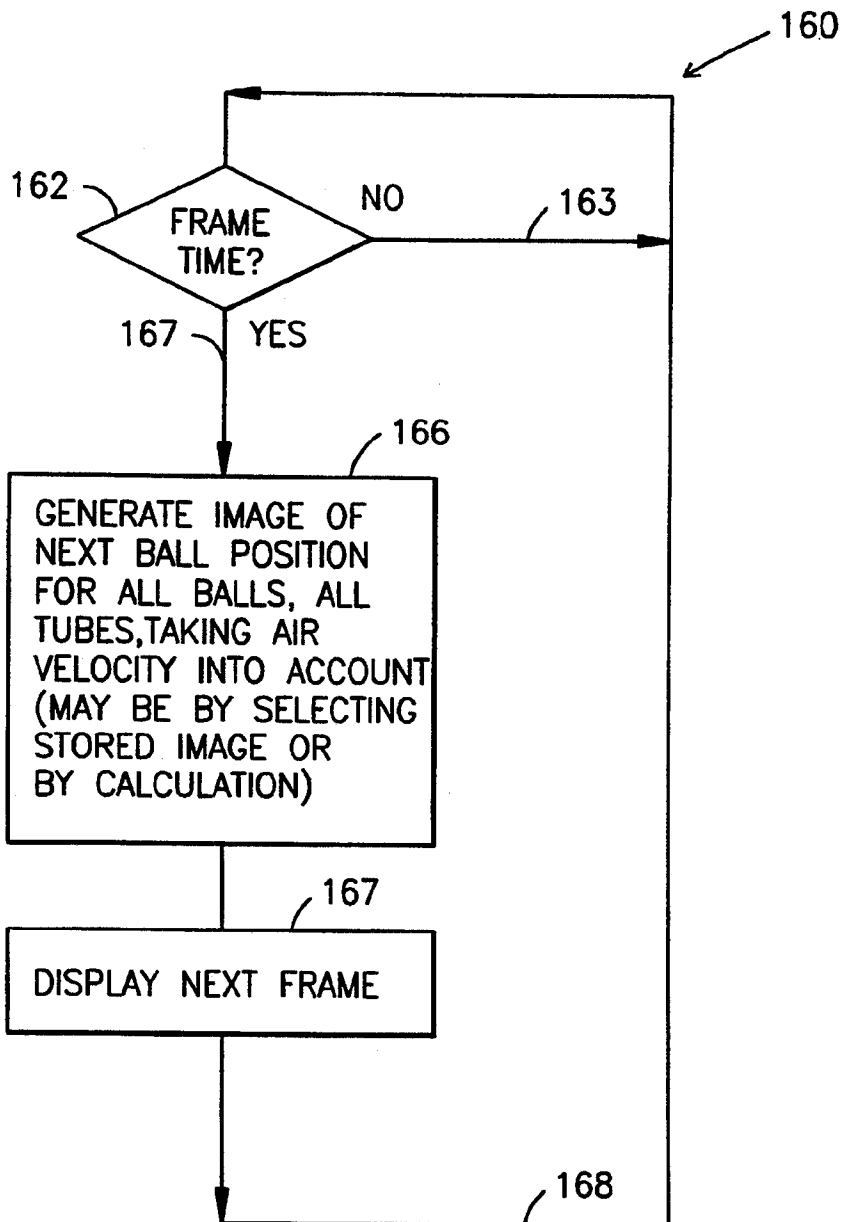 160
162
NO
163
FRAME
TIME?
167
YES
166
GENERATE IMAGE OF
NEXT BALL POSITION
FOR ALL BALLS, ALL
TUBES,TAKING AIR
VELOCITY INTO ACCOUNT
(MAY BE BY SELECTING
STORED IMAGE OR
BY CALCULATION)
167
DISPLAY NEXT FRAME
168